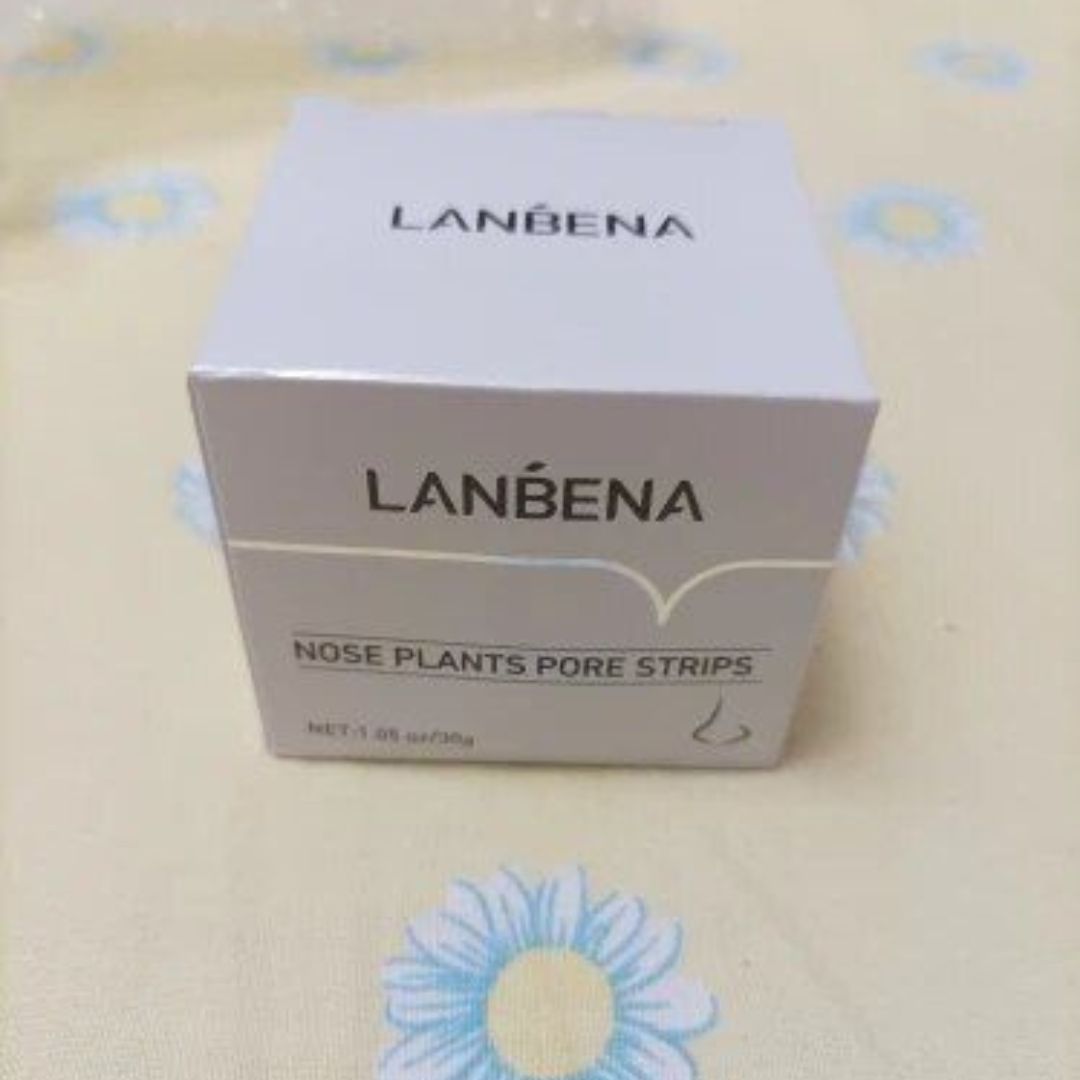 LANBENA
LANBENA
NOSE PLANTS PORE STRIPS
NET:1.05 oz/30g